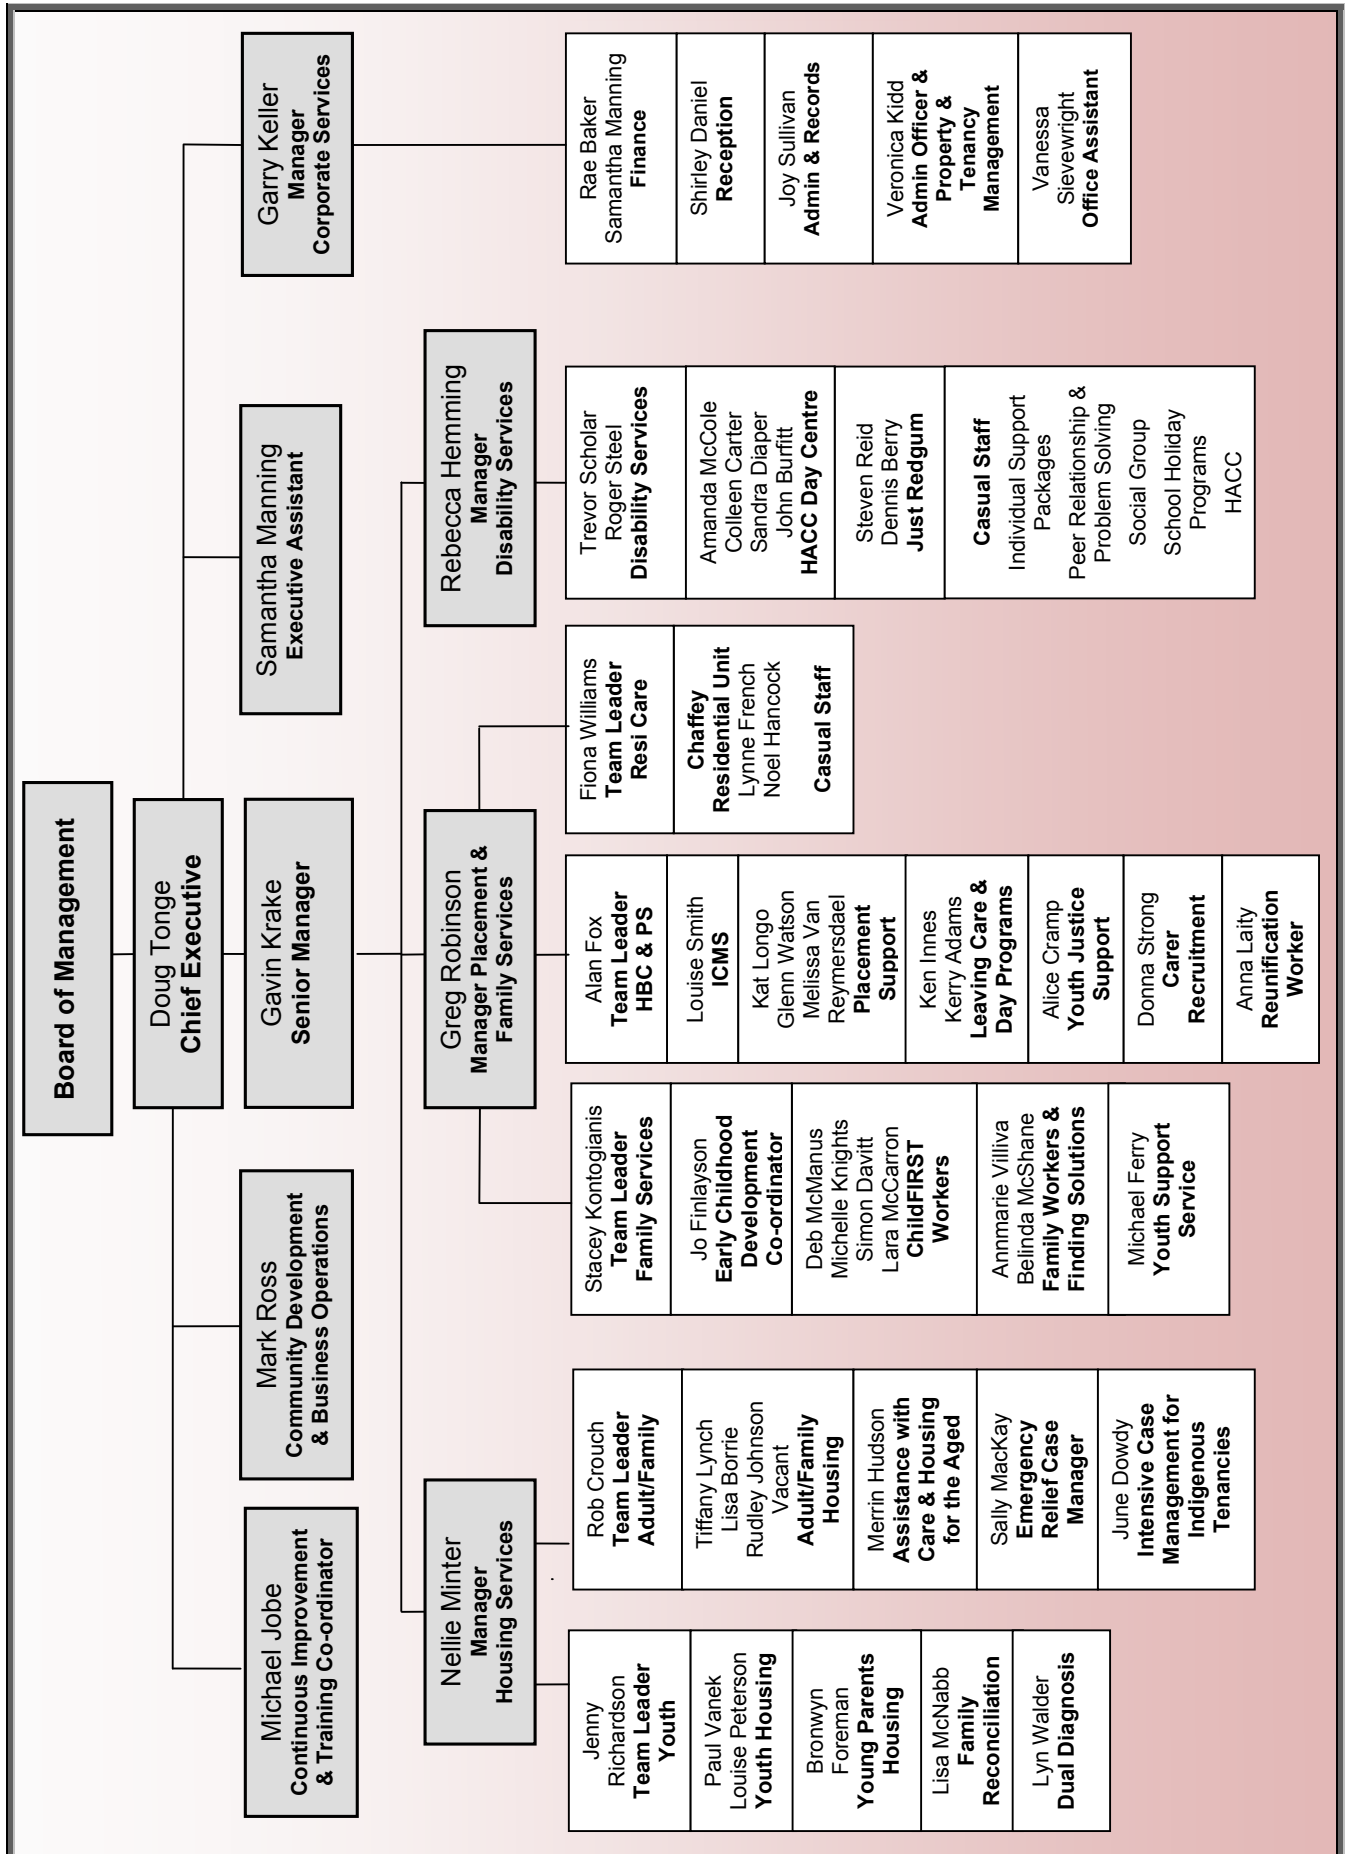 Board of Management
Doug Tonge
Chief Executive
Michael Jobe
Continuous Improvement
& Training Co-ordinator
Mark Ross
Community Development
& Business Operations
Gavin Krake
Senior Manager
Samantha Manning
Executive Assistant
Garry Keller
Manager
Corporate Services
Nellie Minter
Manager
Housing Services
Greg Robinson
Manager Placement &
Family Services
Rebecca Hemming
Manager
Disability Services
Jenny
Richardson
Team Leader
Youth
Paul Vanek
Louise Peterson
Youth Housing
Bronwyn
Foreman
Young Parents
Housing
Lisa McNabb
Family
Reconciliation
Lyn Walder
Dual Diagnosis
Rob Crouch
Team Leader
Adult/Family
Tiffany Lynch
Lisa Borrie
Rudley Johnson
Vacant
Adult/Family
Housing
Merrin Hudson
Assistance with
Care & Housing
for the Aged
Sally MacKay
Emergency
Relief Case
Manager
June Dowdy
Intensive Case
Management for
Indigenous
Tenancies
Stacey Kontogianis
Team Leader
Family Services
Jo Finlayson
Early Childhood
Development
Co-ordinator
Deb McManus
Michelle Knights
Simon Davitt
Lara McCarron
ChildFIRST
Workers
Annmarie Villiva
Belinda McShane
Family Workers &
Finding Solutions
Michael Ferry
Youth Support
Service
Alan Fox
Team Leader
HBC & PS
Louise Smith
ICMS
Kat Longo
Glenn Watson
Melissa Van
Reymersdael
Placement
Support
Ken Innes
Kerry Adams
Leaving Care &
Day Programs
Alice Cramp
Youth Justice
Support
Donna Strong
Carer
Recruitment
Anna Laity
Reunification
Worker
Fiona Williams
Team Leader
Resi Care
Chaffey
Residential Unit
Lynne French
Noel Hancock
Casual Staff
Trevor Scholar
Roger Steel
Disability Services
Amanda McCole
Colleen Carter
Sandra Diaper
John Burfitt
HACC Day Centre
Steven Reid
Dennis Berry
Just Redgum
Casual Staff
Individual Support
Packages
Peer Relationship &
Problem Solving
Social Group
School Holiday
Programs
HACC
Rae Baker
Samantha Manning
Finance
Shirley Daniel
Reception
Joy Sullivan
Admin & Records
Veronica Kidd
Admin Officer &
Property &
Tenancy
Management
Vanessa
Sievewright
Office Assistant